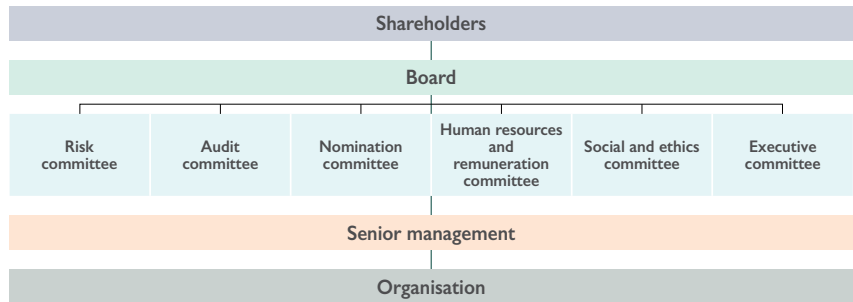 Shareholders
Board
Risk
committee
Audit
committee
Nomination
committee
Human resources
and
remuneration
committee
Social and ethics
committee
Executive
committee
Senior management
Organisation